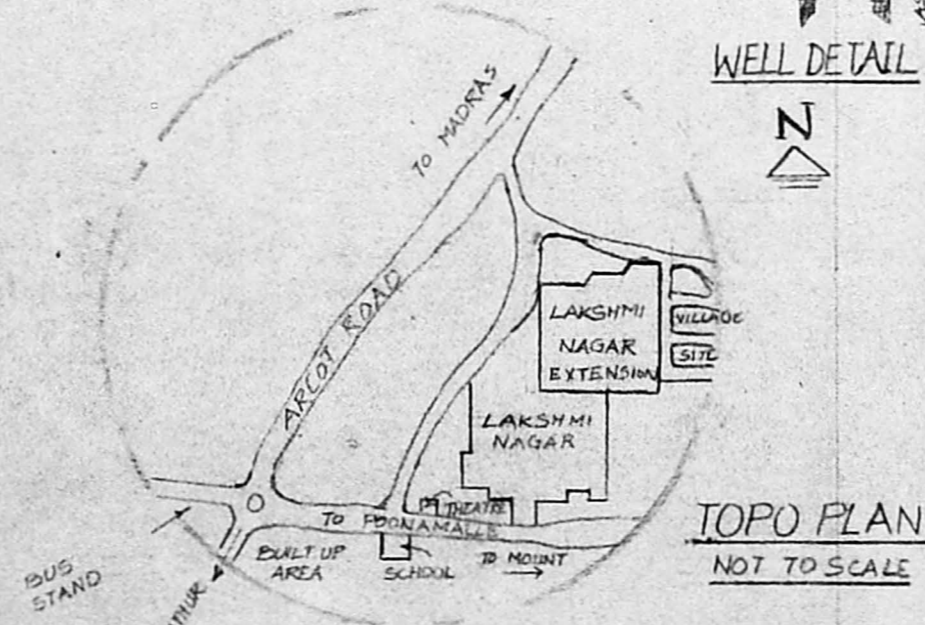 WELL DETAIL
N
TO MADRAS
ARCOT ROAD
LAKSHMI
NAGAR
EXTENSION
VILLAGE
SITE
LAKSHMI
NAGAR
THEATRE
TO POONAMALLE
BUILT UP
AREA
SCHOOL
TO MOUNT
BUS
STAND
TOPO PLAN
NOT TO SCALE